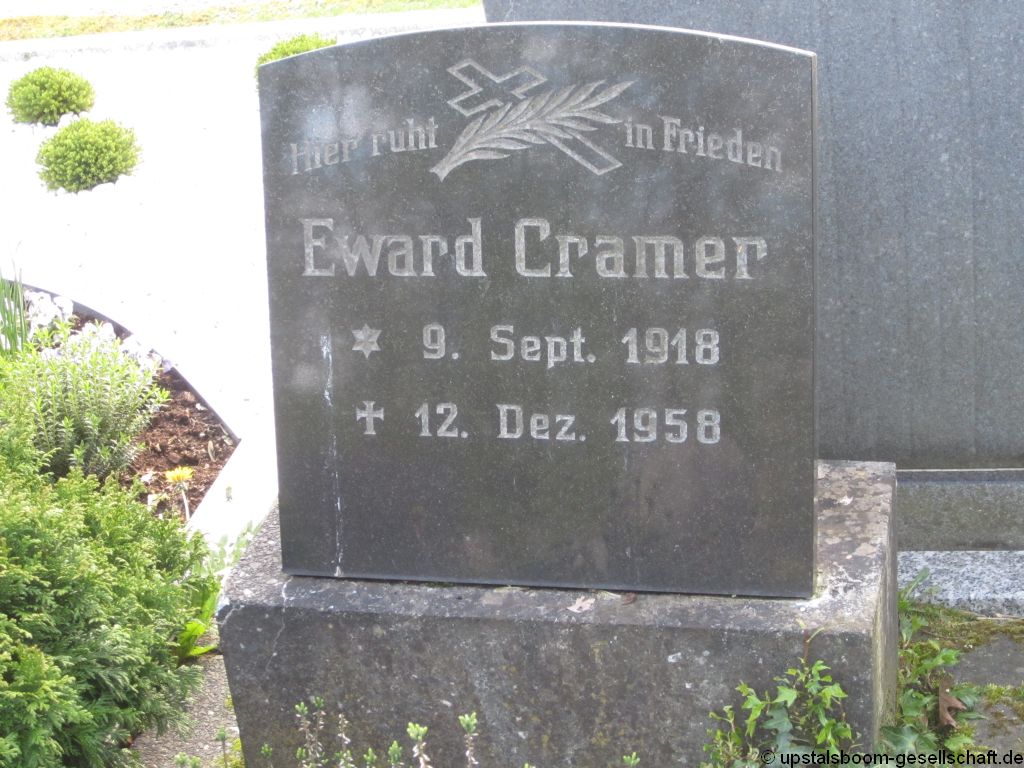 Hier ruht in Frieden
Eward Cramer
9. Sept. 1918
12. Dez. 1958
© upstalsboom-gesellschaft.de